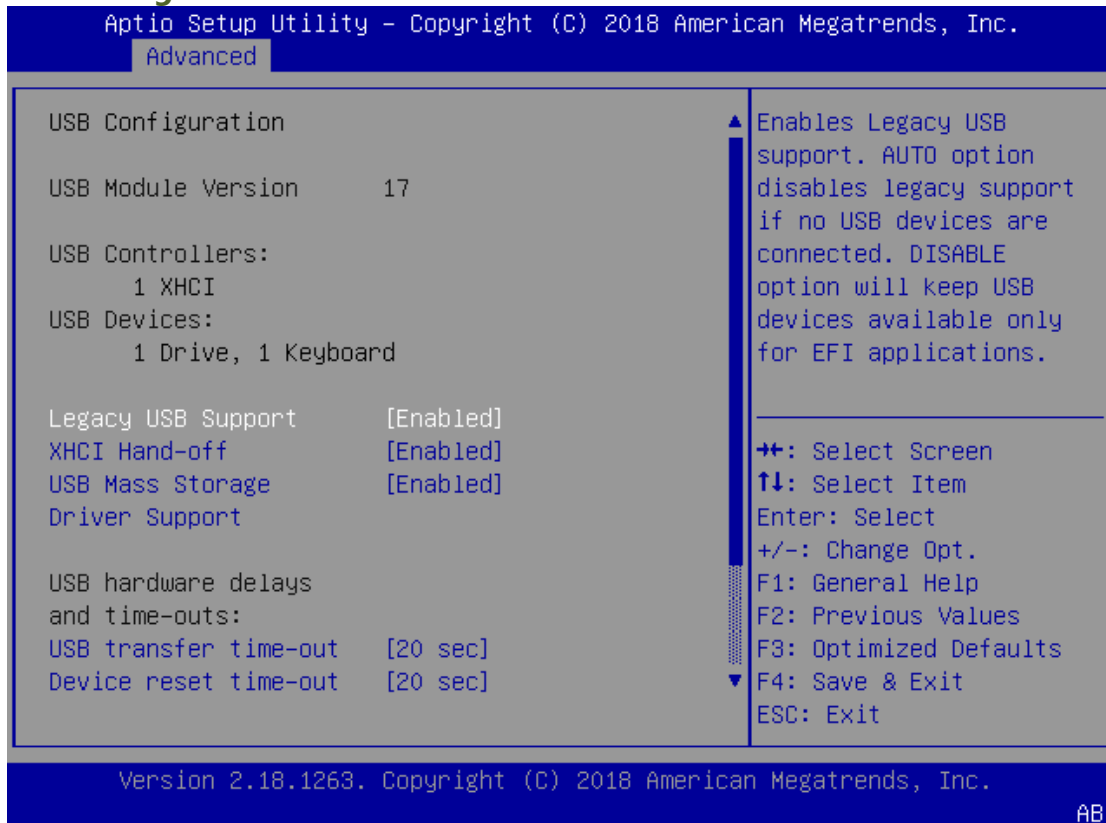 Aptio Setup Utility – Copyright (C) 2018 American Megatrends, Inc.
Advanced
USB Configuration
USB Module Version 17
USB Controllers:
1 XHCI
USB Devices:
1 Drive, 1 Keyboard
Legacy USB Support [Enabled]
XHCI Hand-off [Enabled]
USB Mass Storage [Enabled]
Driver Support
USB hardware delays
and time-outs:
USB transfer time-out [20 sec]
Device reset time-out [20 sec]
Enables Legacy USB
support. AUTO option
disables legacy support
if no USB devices are
connected. DISABLE
option will keep USB
devices available only
for EFI applications.
→←: Select Screen
↑↓: Select Item
Enter: Select
+/-: Change Opt.
F1: General Help
F2: Previous Values
F3: Optimized Defaults
F4: Save & Exit
ESC: Exit
Version 2.18.1263. Copyright (C) 2018 American Megatrends, Inc.
AB